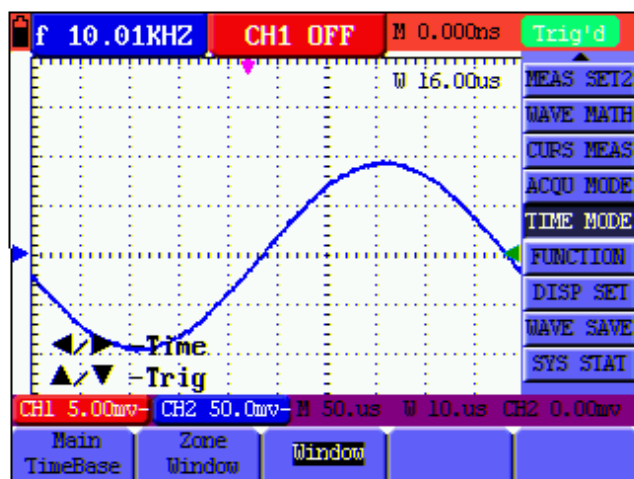 f 10.01KHZ CH1 OFF M 0.000ns Trig'd
W 16.00us
MEAS SET2
WAVE MATH
CURS MEAS
ACQU MODE
TIME MODE
FUNCTION
DISP SET
WAVE SAVE
SYS STAT
◀/▶ -Time
▲/▼ -Trig
CH1 5.00mv- CH2 50.0mv- M 50.us W 10.us CH2 0.00mv
Main TimeBase
Zone Window
Window